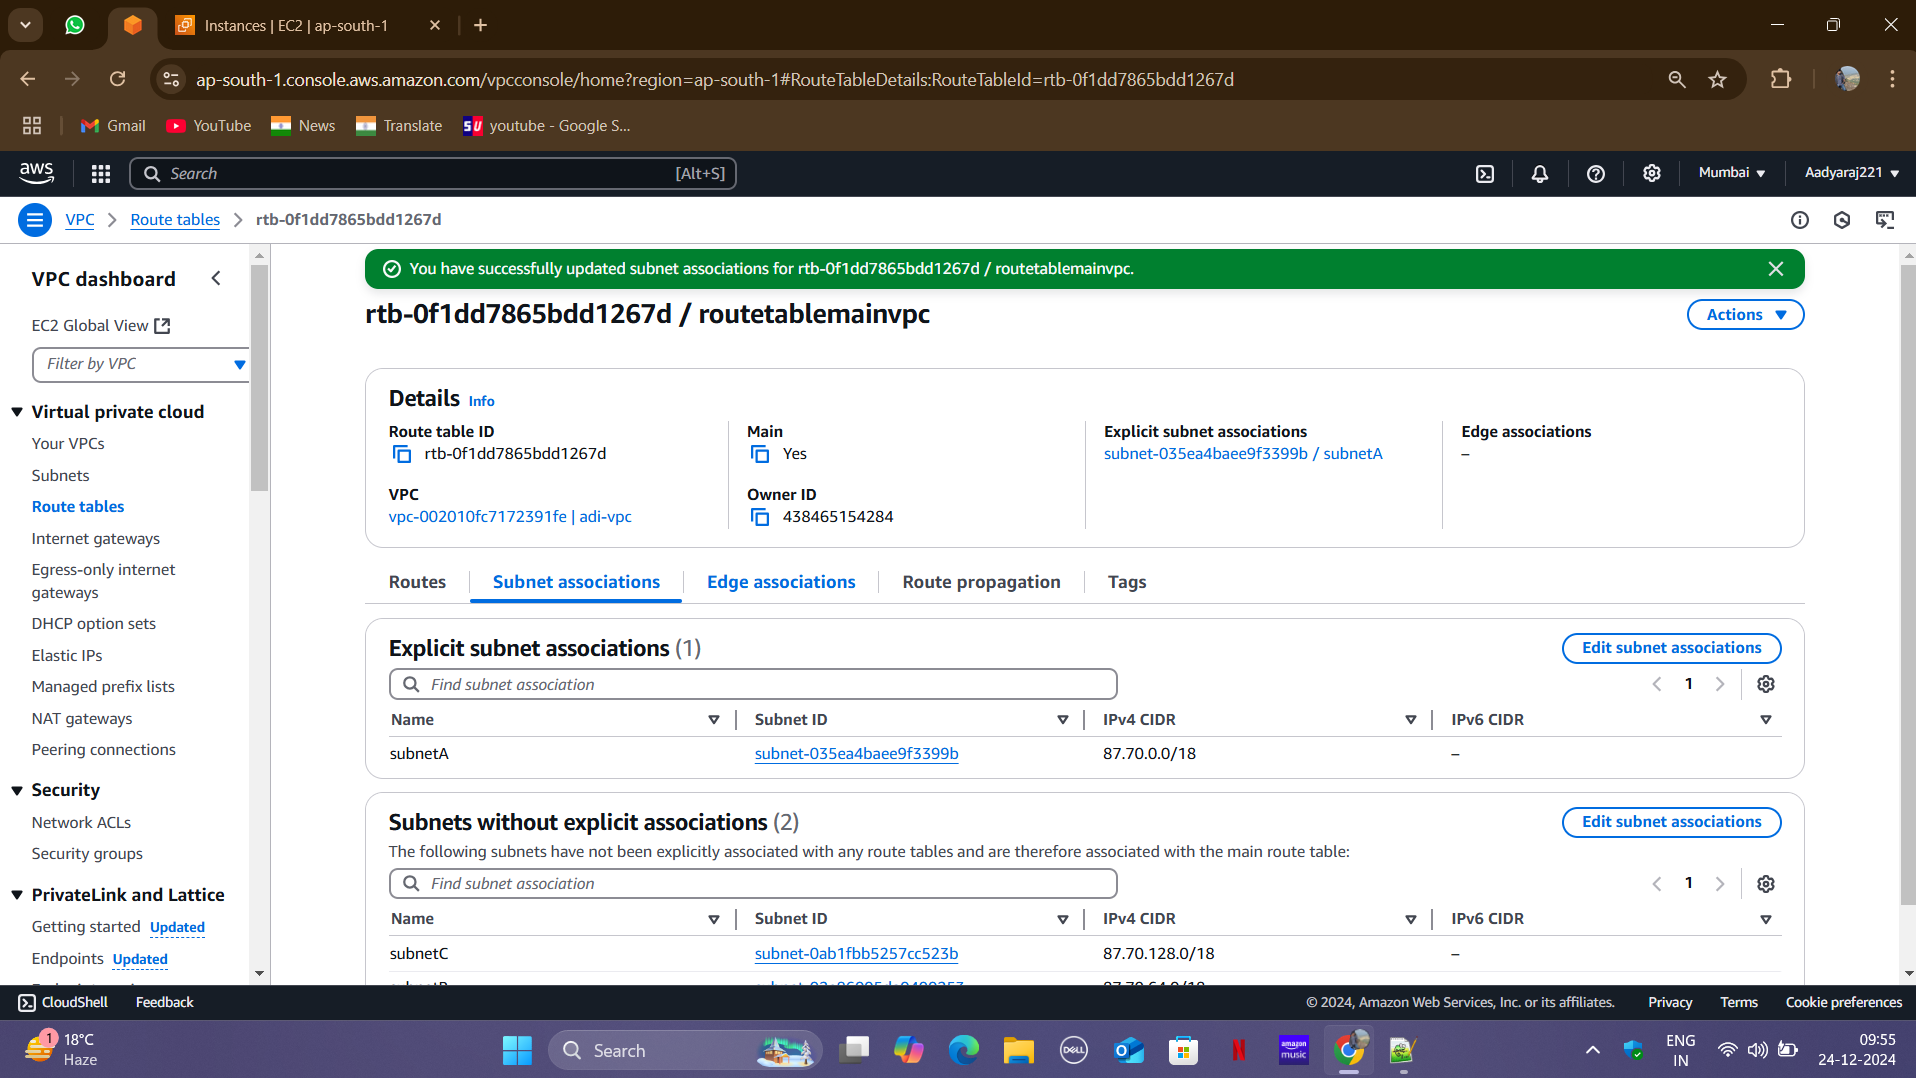 Instances | EC2 | ap-south-1
ap-south-1.console.aws.amazon.com/vpcconsole/home?region=ap-south-1#RouteTableDetails:RouteTableId=rtb-0f1dd7865bdd1267d
Gmail
YouTube
News
Translate
SU
youtube - Google S...
aws
Search
[Alt+S]
Mumbai
Aadyaraj221
VPC
Route tables
rtb-0f1dd7865bdd1267d
VPC dashboard
EC2 Global View
Filter by VPC
Virtual private cloud
Your VPCs
Subnets
Route tables
Internet gateways
Egress-only internet
gateways
DHCP option sets
Elastic IPs
Managed prefix lists
NAT gateways
Peering connections
Security
Network ACLs
Security groups
PrivateLink and Lattice
Getting started Updated
Endpoints Updated
You have successfully updated subnet associations for rtb-0f1dd7865bdd1267d / routetablemainvpc.
rtb-0f1dd7865bdd1267d / routetablemainvpc
Actions
Details Info
Route table ID
rtb-0f1dd7865bdd1267d
Main
Yes
Explicit subnet associations
subnet-035ea4baee9f3399b / subnetA
Edge associations
–
VPC
vpc-002010fc7172391fe | adi-vpc
Owner ID
438465154284
Routes
Subnet associations
Edge associations
Route propagation
Tags
Explicit subnet associations (1)
Edit subnet associations
Find subnet association
1
Name
Subnet ID
IPv4 CIDR
IPv6 CIDR
subnetA
subnet-035ea4baee9f3399b
87.70.0.0/18
–
Subnets without explicit associations (2)
Edit subnet associations
The following subnets have not been explicitly associated with any route tables and are therefore associated with the main route table:
Find subnet association
1
Name
Subnet ID
IPv4 CIDR
IPv6 CIDR
subnetC
subnet-0ab1fbb5257cc523b
87.70.128.0/18
–
CloudShell
Feedback
© 2024, Amazon Web Services, Inc. or its affiliates.
Privacy
Terms
Cookie preferences
1
18°C
Haze
Search
DELL
amazon
music
ENG
IN
09:55
24-12-2024